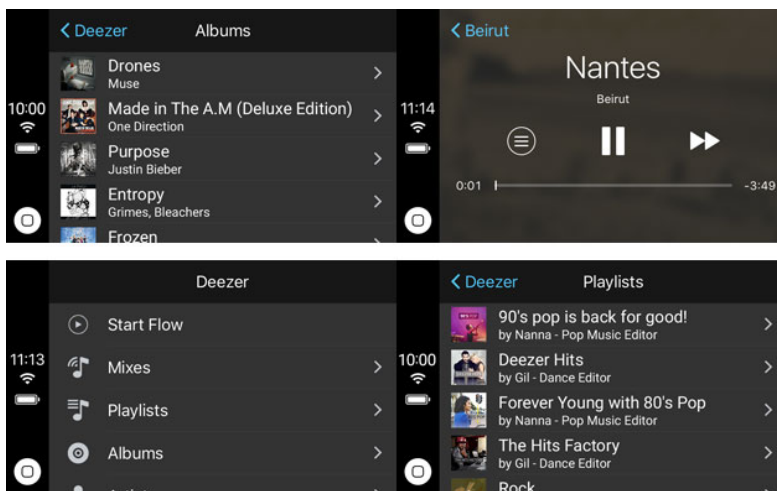 Deezer
Albums
10:00
Drones
Muse
Made in The A.M (Deluxe Edition)
One Direction
Purpose
Justin Bieber
Entropy
Grimes, Bleachers
Frozen
Beirut
11:14
Nantes
Beirut
0:01
-3:49
Deezer
11:13
Start Flow
Mixes
Playlists
Albums
Deezer
Playlists
10:00
90's pop is back for good!
by Nanna - Pop Music Editor
Deezer Hits
by Gil - Dance Editor
Forever Young with 80's Pop
by Nanna - Pop Music Editor
The Hits Factory
by Gil - Dance Editor
Rock